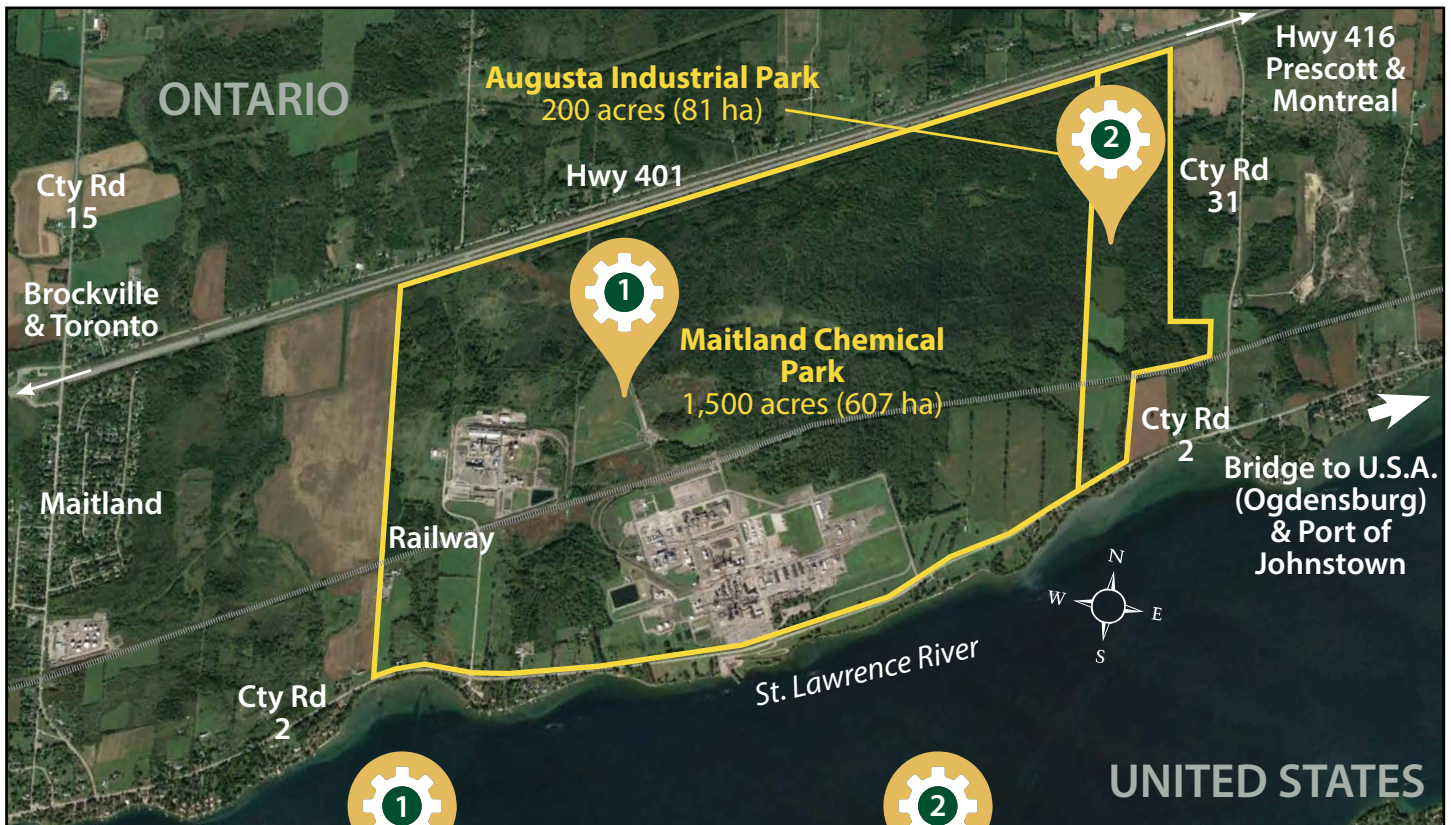 ONTARIO
Augusta Industrial Park
200 acres (81 ha)
Hwy 416
Prescott &
Montreal
2
Cty Rd
15
Hwy 401
Cty Rd
31
Brockville
& Toronto
1
Maitland Chemical
Park
1,500 acres (607 ha)
Cty Rd
2
Maitland
Railway
Bridge to U.S.A.
(Ogdensburg)
& Port of
Johnstown
N
W
E
S
St. Lawrence River
Cty Rd
2
UNITED STATES
1
2